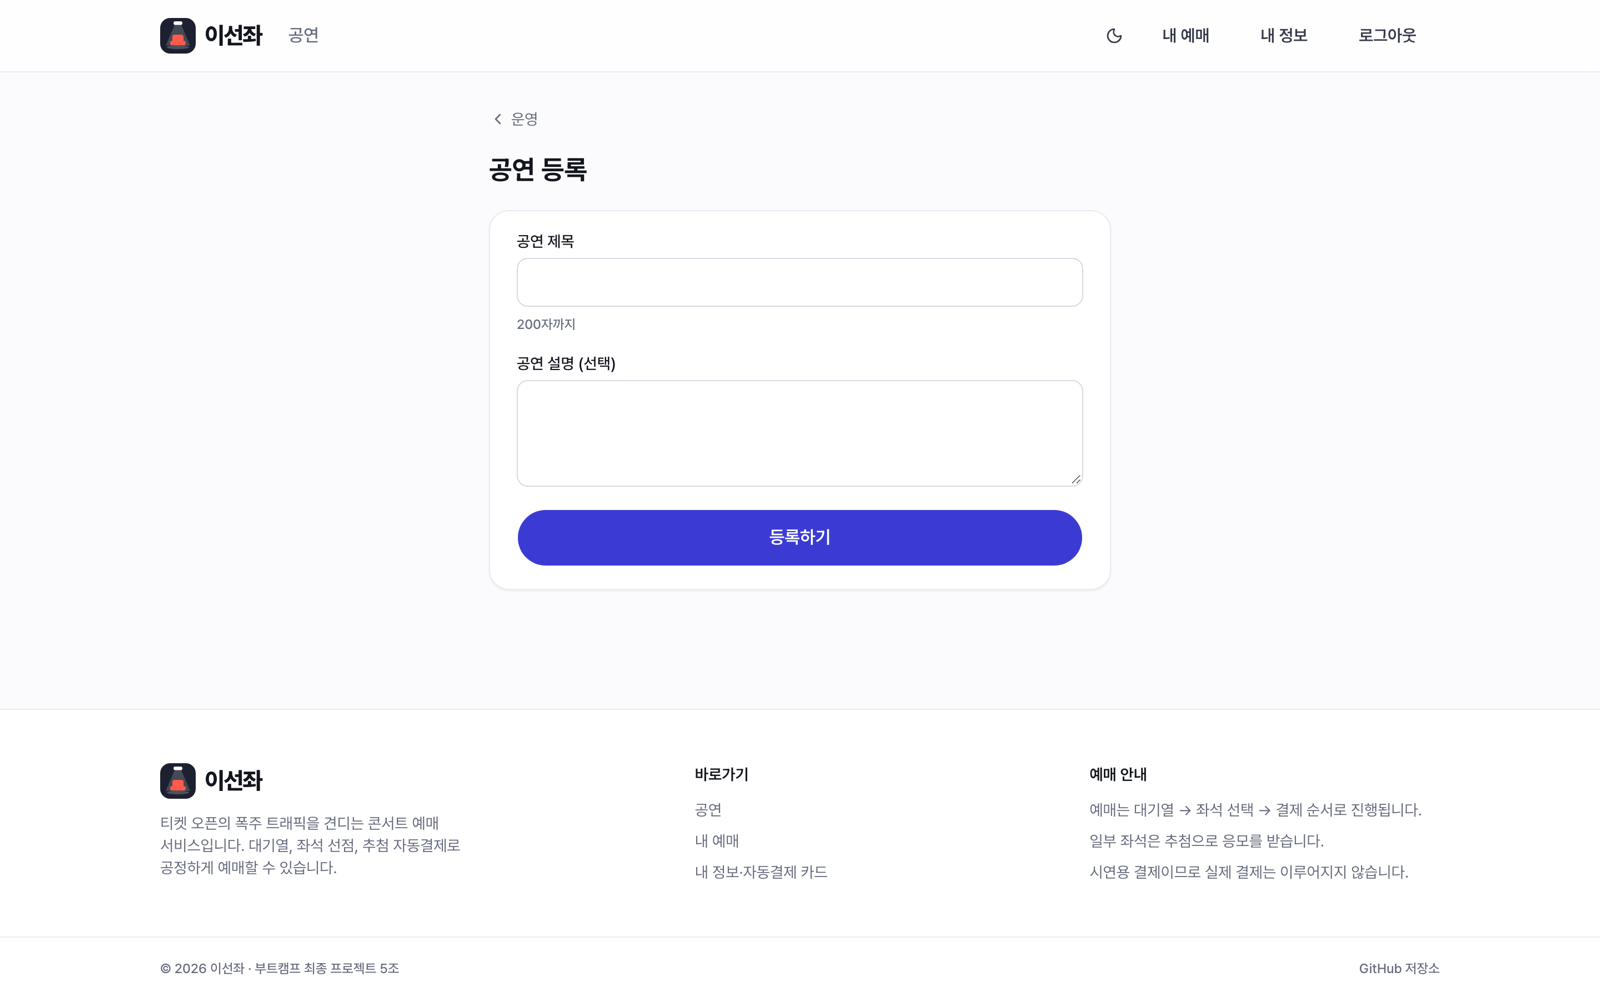 이선좌
공연
내 예매
내 정보
로그아웃
운영
공연 등록
공연 제목
200자까지
공연 설명 (선택)
등록하기
이선좌
티켓 오픈의 폭주 트래픽을 견디는 콘서트 예매
서비스입니다. 대기열, 좌석 선점, 추첨 자동결제로
공정하게 예매할 수 있습니다.
바로가기
공연
내 예매
내 정보·자동결제 카드
예매 안내
예매는 대기열 → 좌석 선택 → 결제 순서로 진행됩니다.
일부 좌석은 추첨으로 응모를 받습니다.
시연용 결제이므로 실제 결제는 이루어지지 않습니다.
© 2026 이선좌 · 부트캠프 최종 프로젝트 5조
GitHub 저장소